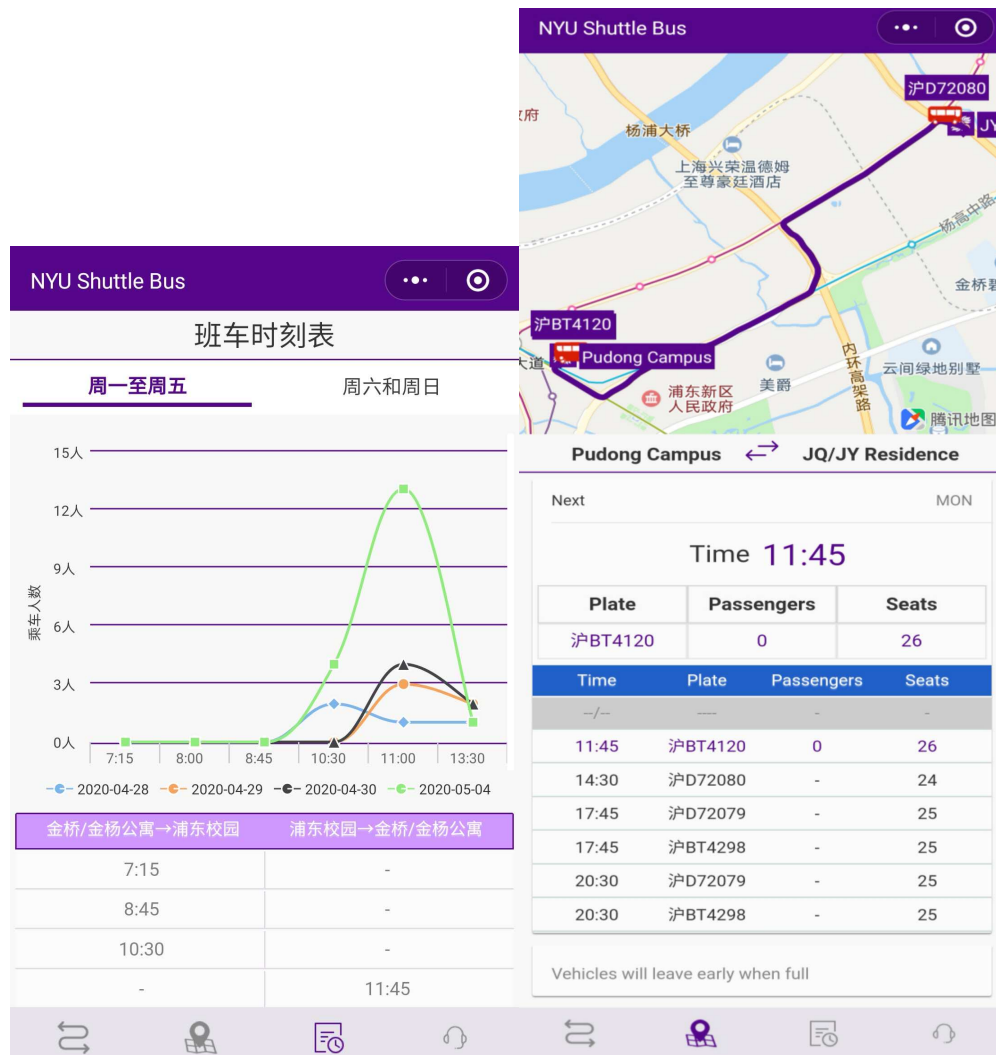 NYU Shuttle Bus
班车时刻表
周一至周五 周六和周日
15人
12人
9人
6人
3人
0人
乘车人数
7:15 8:00 8:45 10:30 11:00 13:30
2020-04-28 2020-04-29 2020-04-30 2020-05-04
金桥/金杨公寓→浦东校园 浦东校园→金桥/金杨公寓
7:15 -
8:45 -
10:30 -
- 11:45
NYU Shuttle Bus
沪D72080
JY
杨浦大桥
上海兴荣温德姆
至尊豪廷酒店
杨高中路
金桥碧
沪BT4120
Pudong Campus
大道
内环高架路
云间绿地别墅
美爵
浦东新区
人民政府
腾讯地图
Pudong Campus JQ/JY Residence
Next MON
Time 11:45
Plate Passengers Seats
沪BT4120 0 26
Time Plate Passengers Seats
--/-- ---- - -
11:45 沪BT4120 0 26
14:30 沪D72080 - 24
17:45 沪D72079 - 25
17:45 沪BT4298 - 25
20:30 沪D72079 - 25
20:30 沪BT4298 - 25
Vehicles will leave early when full